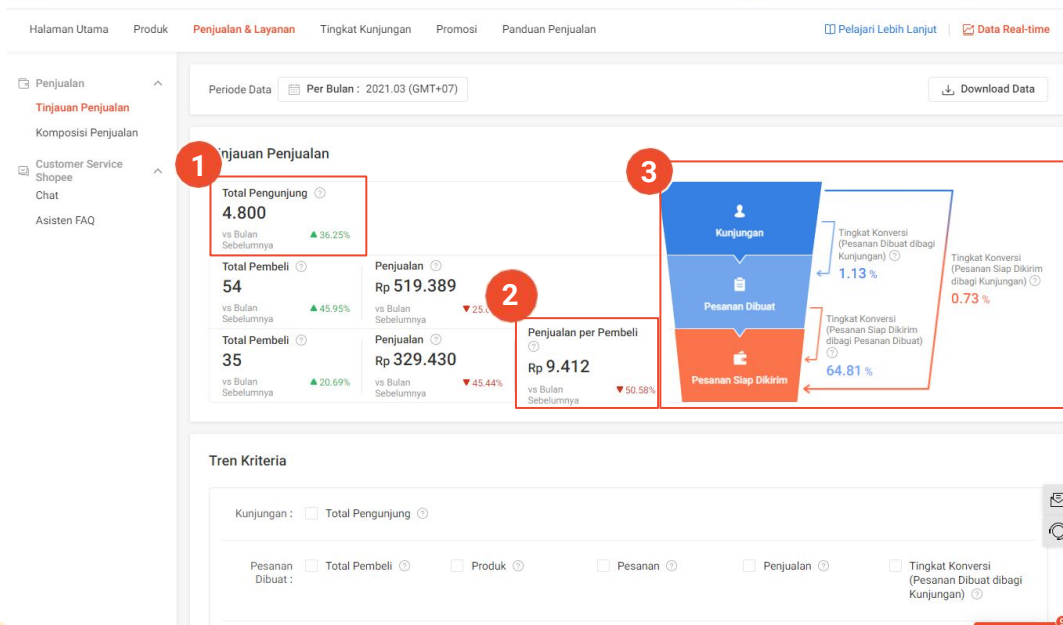 Halaman Utama
Produk
Penjualan & Layanan
Tingkat Kunjungan
Promosi
Panduan Penjualan
Pelajari Lebih Lanjut
Data Real-time
Penjualan
Tinjauan Penjualan
Komposisi Penjualan
Customer Service
Shopee
Chat
Asisten FAQ
Periode Data
Per Bulan : 2021.03 (GMT+07)
Download Data
1
injauan Penjualan
Total Pengunjung
4.800
vs Bulan
Sebelumnya
▲ 36.25%
Total Pembeli
54
vs Bulan
Sebelumnya
▲ 45.95%
Penjualan
Rp 519.389
vs Bulan
Sebelumnya
▼ 25.
Total Pembeli
35
vs Bulan
Sebelumnya
▲ 20.69%
Penjualan
Rp 329.430
vs Bulan
Sebelumnya
▼ 45.44%
2
Penjualan per Pembeli
Rp 9.412
vs Bulan
Sebelumnya
▼ 50.58%
3
Kunjungan
Pesanan Dibuat
Pesanan Siap Dikirim
Tingkat Konversi
(Pesanan Dibuat dibagi
Kunjungan)
1.13 %
Tingkat Konversi
(Pesanan Siap Dikirim
dibagi Pesanan Dibuat)
64.81 %
Tingkat Konversi
(Pesanan Siap Dikirim
dibagi Kunjungan)
0.73 %
Tren Kriteria
Kunjungan :
Total Pengunjung
Pesanan
Dibuat :
Total Pembeli
Produk
Pesanan
Penjualan
Tingkat Konversi
(Pesanan Dibuat dibagi
Kunjungan)